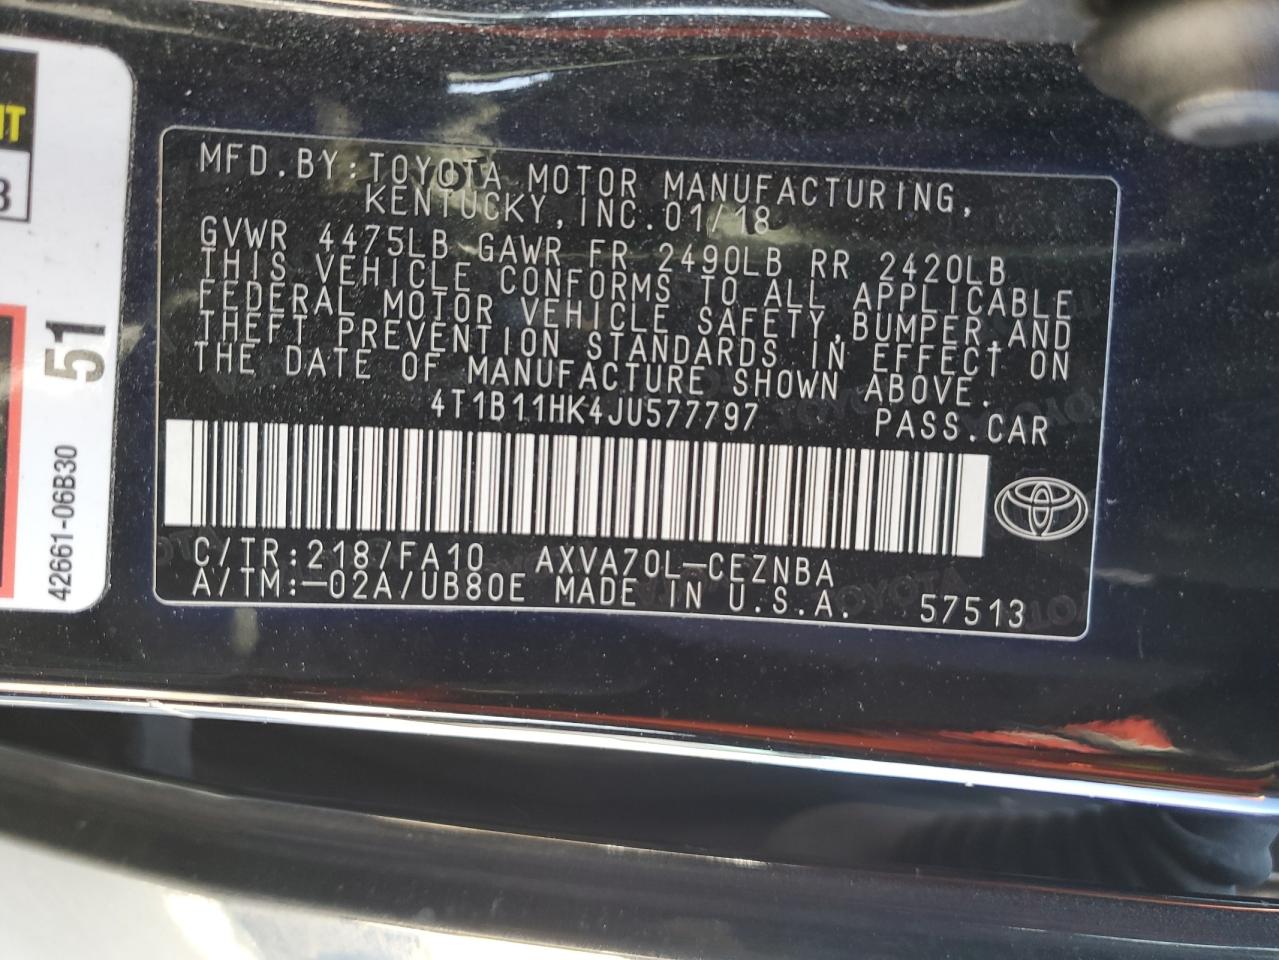 MFD.BY:TOYOTA MOTOR MANUFACTURING,
KENTUCKY,INC.01/18
GVWR 4475LB GAWR FR 2490LB RR 2420LB
THIS VEHICLE CONFORMS TO ALL APPLICABLE
FEDERAL MOTOR VEHICLE SAFETY,BUMPER,AND
THEFT PREVENTION STANDARDS IN EFFECT ON
THE DATE OF MANUFACTURE SHOWN ABOVE.
4T1B11HK4JU577797 PASS.CAR
C/TR:218/FA10 AXVA70L-CEZNBA
A/TM:-02A/UB80E MADE IN U.S.A. 57513
51
42661-06B30